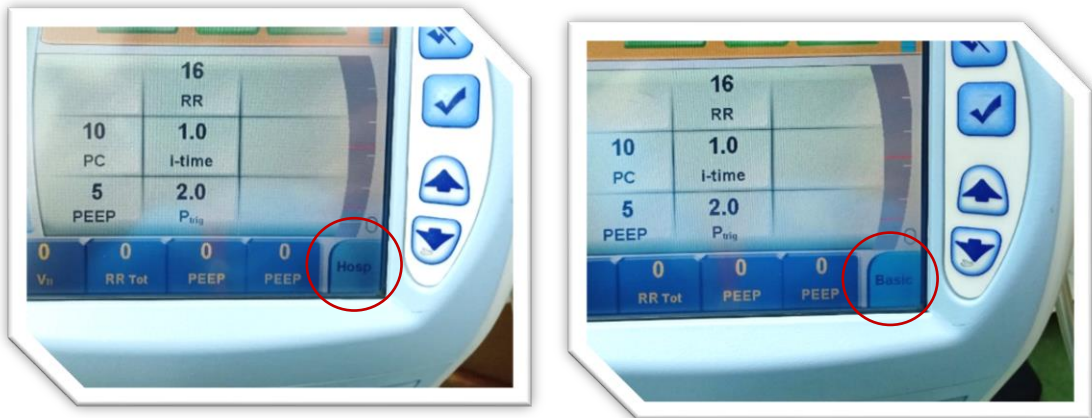 16
RR
10 1.0
PC i-time
5 2.0
PEEP Ptrig
0 0 0 0
RR Tot PEEP PEEP Hosp
16
RR
10 1.0
PC i-time
5 2.0
PEEP Ptrig
0 0 0
RR Tot PEEP PEEP Basic